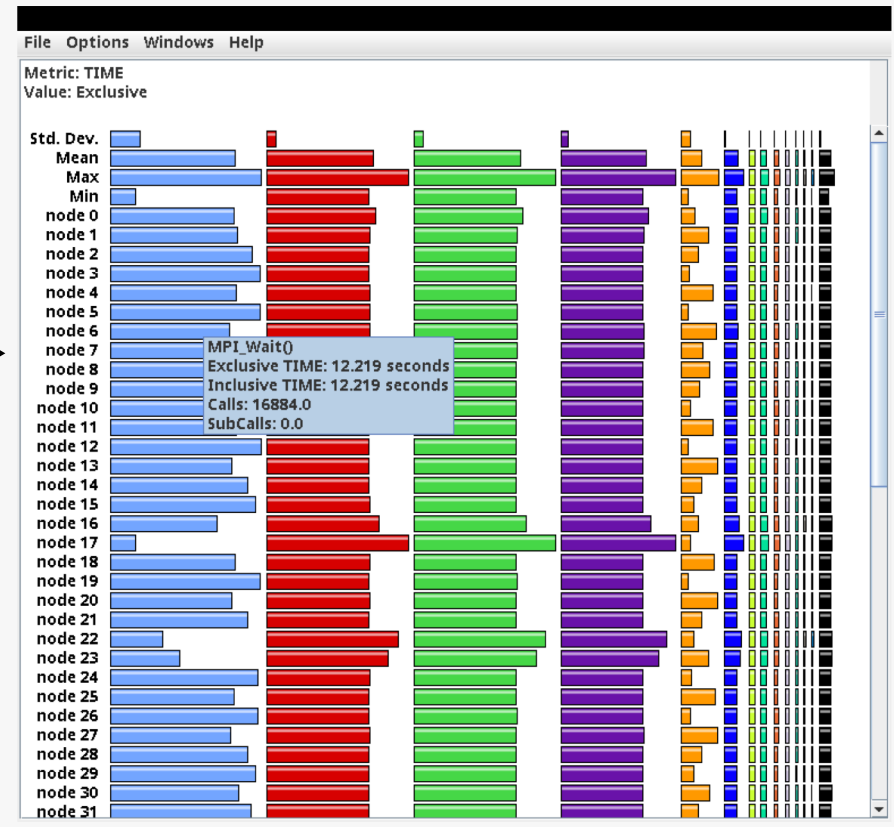 File Options Windows Help
Metric: TIME
Value: Exclusive
Std. Dev.
Mean
Max
Min
node 0
node 1
node 2
node 3
node 4
node 5
node 6
node 7
node 8
node 9
node 10
node 11
node 12
node 13
node 14
node 15
node 16
node 17
node 18
node 19
node 20
node 21
node 22
node 23
node 24
node 25
node 26
node 27
node 28
node 29
node 30
node 31
MPI_Wait()
Exclusive TIME: 12.219 seconds
Inclusive TIME: 12.219 seconds
Calls: 16884.0
SubCalls: 0.0